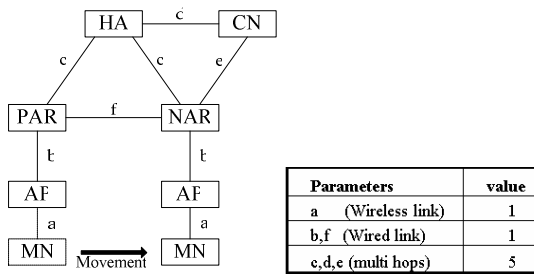 HA
d
CN
c
c
e
PAR
f
NAR
b
b
AP
AP
a
a
MN
Movement
MN
Parameters value
a (Wireless link) 1
b,f (Wired link) 1
c,d,e (multi hops) 5